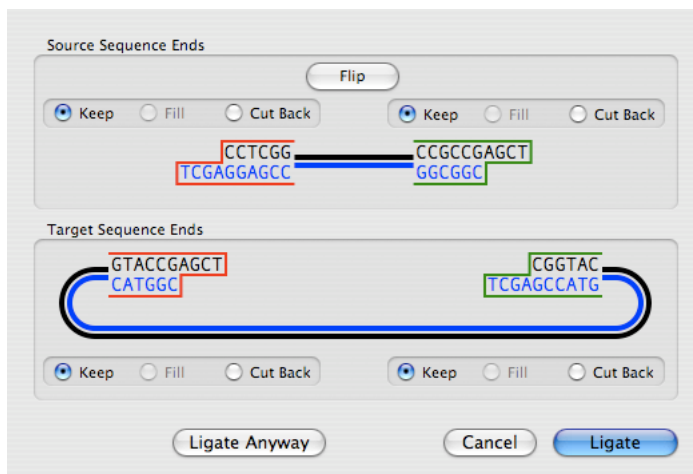 Source Sequence Ends
Flip
Keep Fill Cut Back Keep Fill Cut Back
CCTCGG CCGCCGAGCT
TCGAGGAGCC GGCGGC
Target Sequence Ends
GTACCGAGCT CGGTAC
CATGGC TCGAGCCATG
Keep Fill Cut Back Keep Fill Cut Back
Ligate Anyway Cancel Ligate